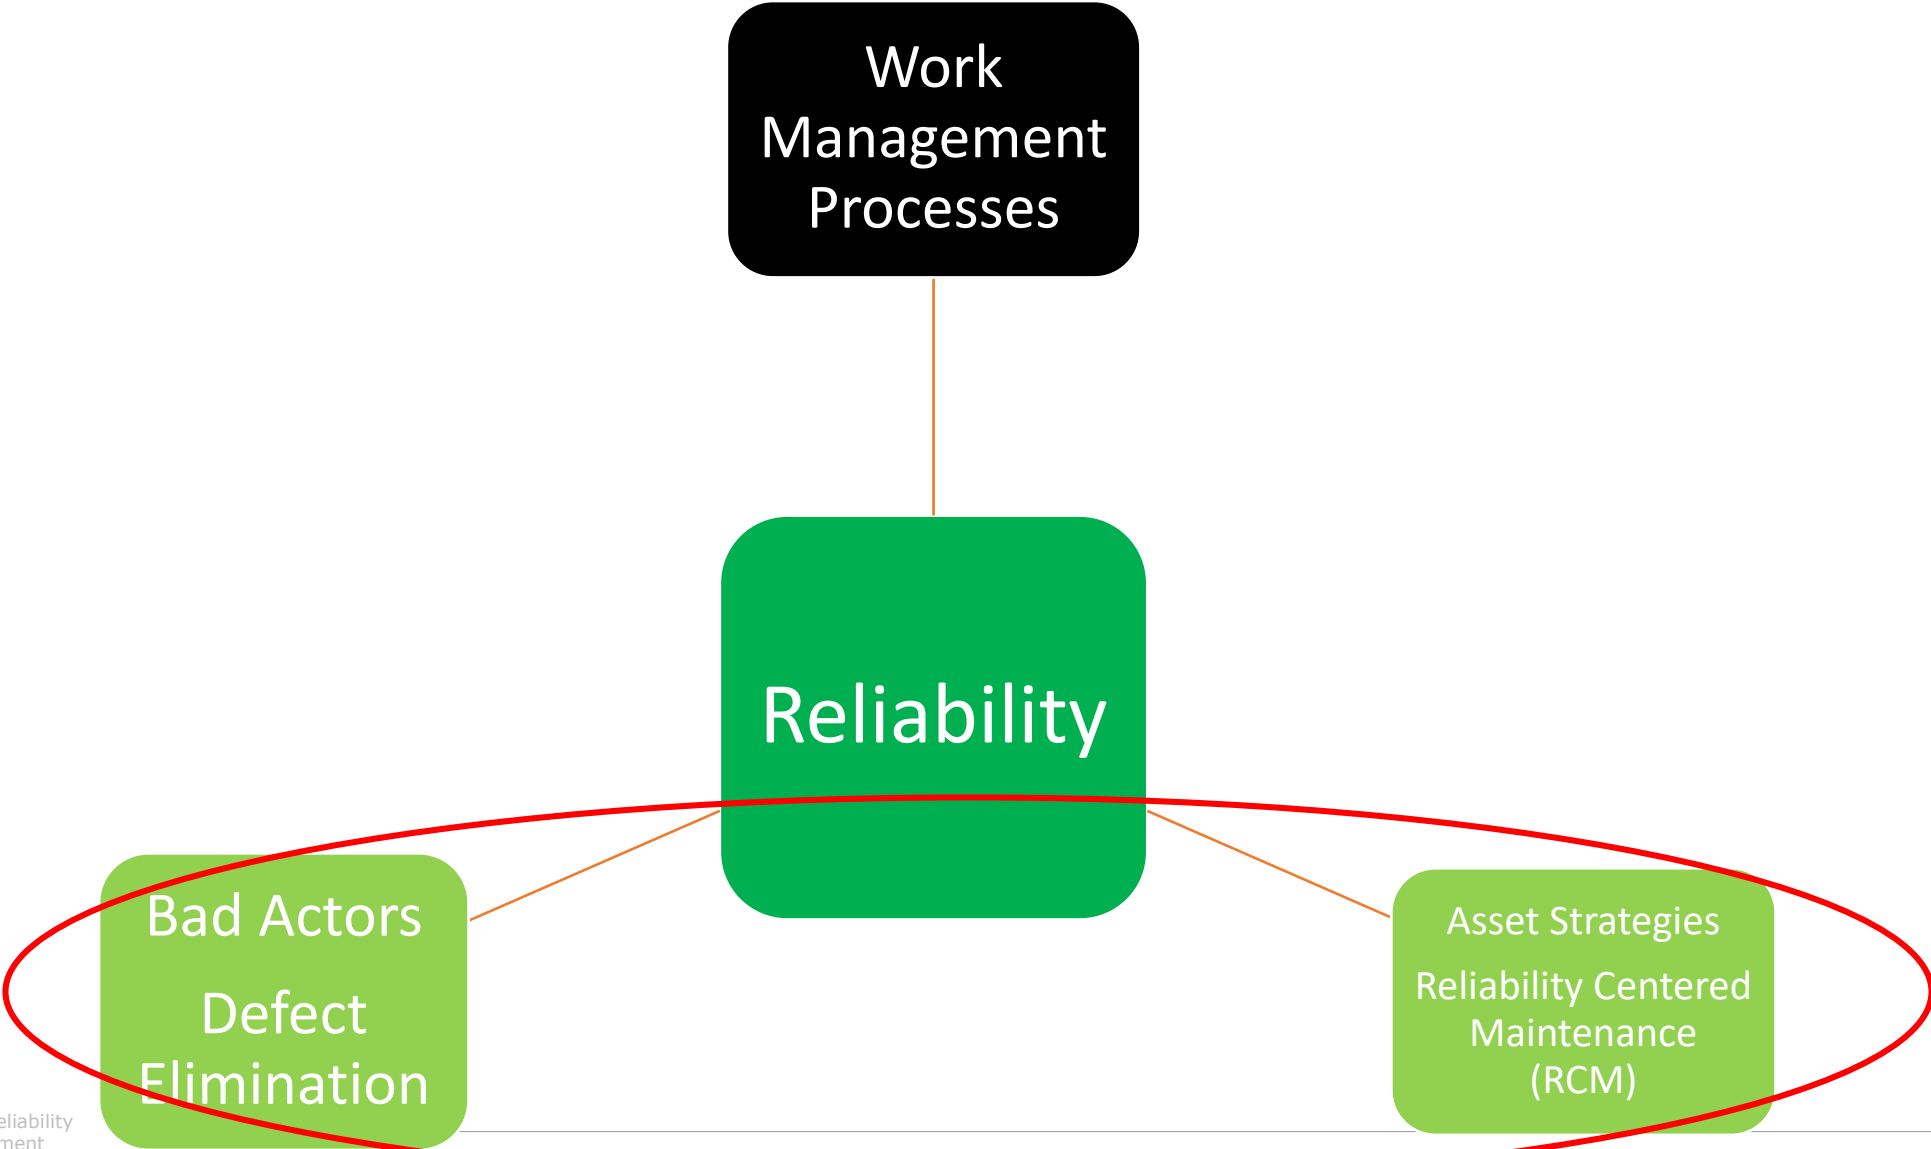 Work
Management
Processes
Reliability
Bad Actors
Defect
Elimination
Asset Strategies
Reliability Centered
Maintenance
(RCM)